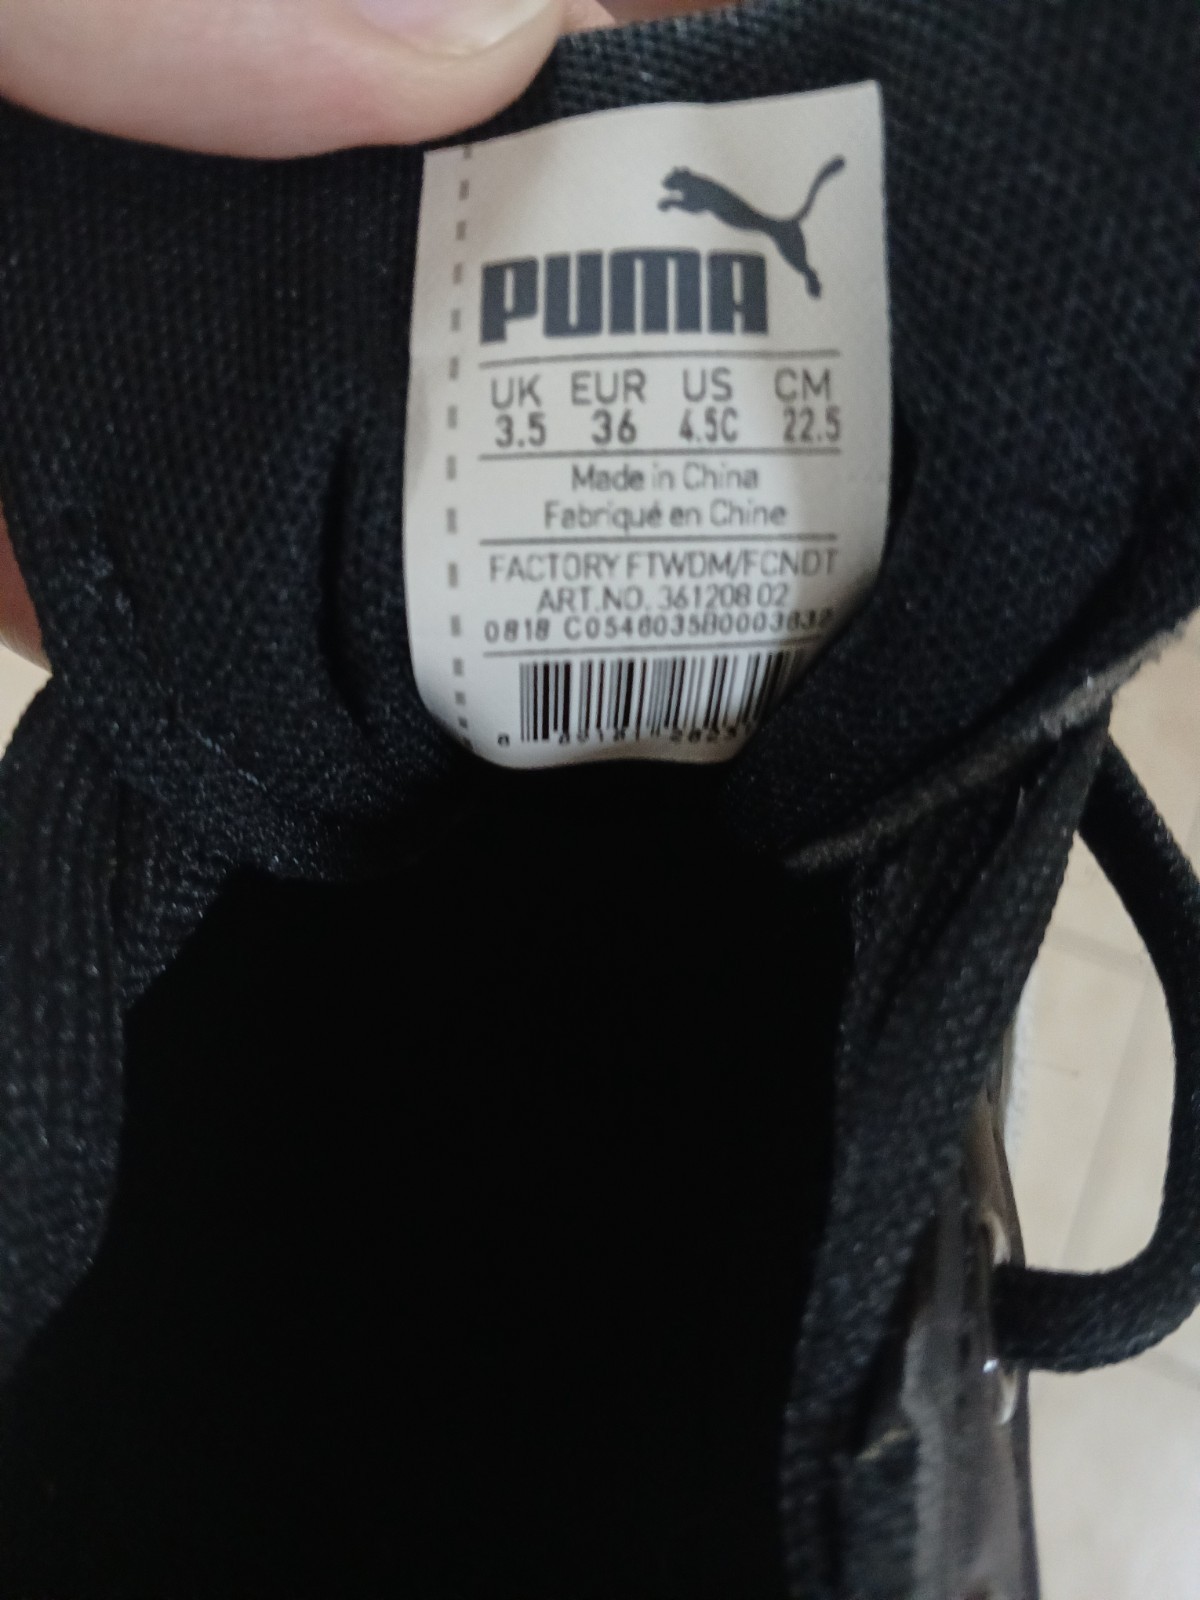 PUMA
UK EUR US CM
3.5 36 4.5C 22.5
Made in China
Fabriqué en Chine
FACTORY FTWDM/FCNDT
ART.NO. 361208 02
0818